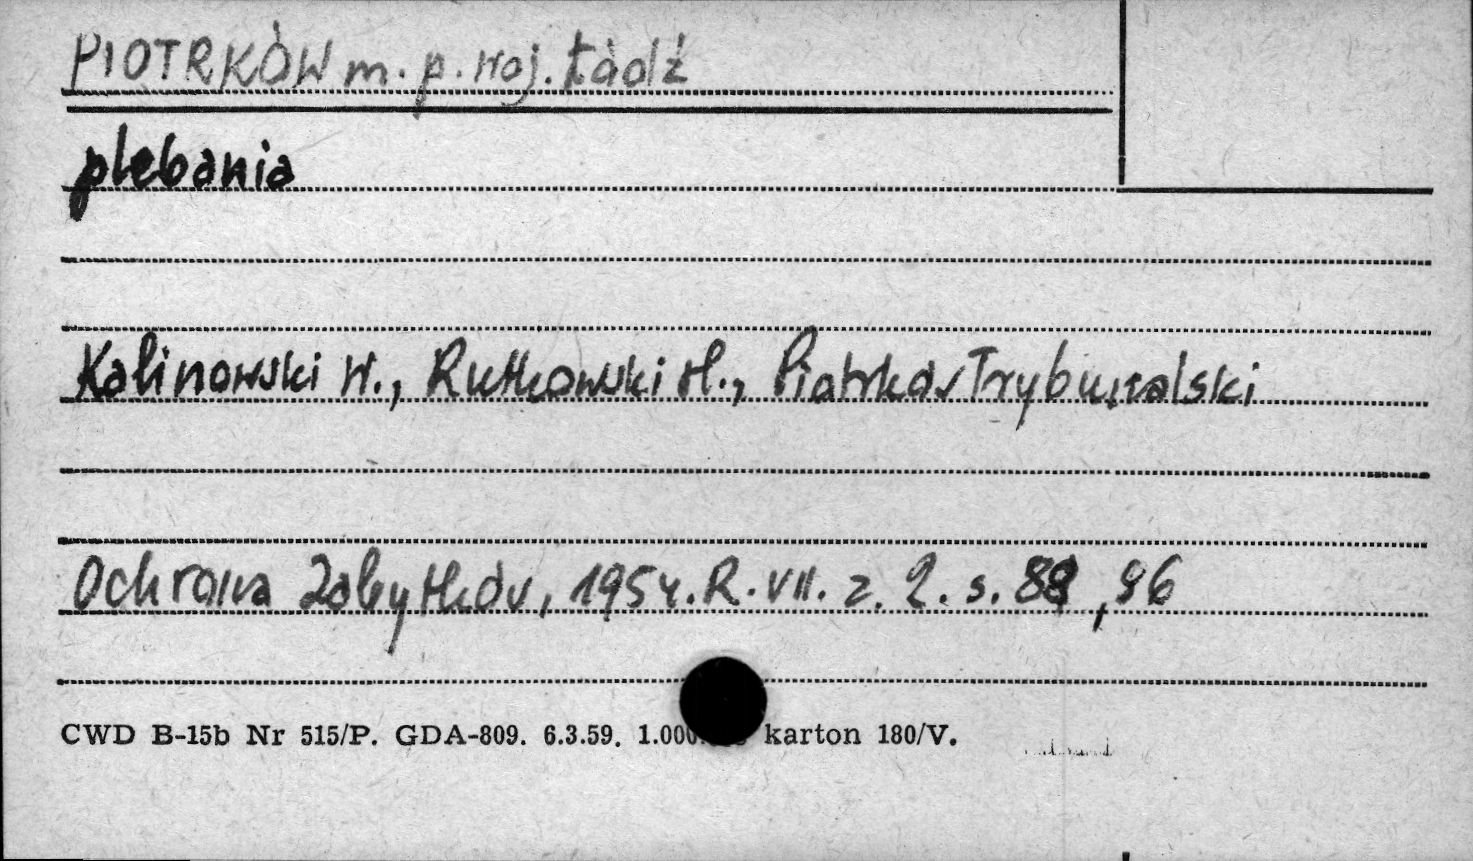 PIOTRKÓW m. p. woj. Łódź
plebania
Kalinowski W., Rutkowski H., Piotrków Trybunalski
Ochrona Zabytków, 1954. R. VII. z. 2. s. 88, 96
CWD B-15b Nr 515/P. GDA-809. 6.3.59. karton 180/V.